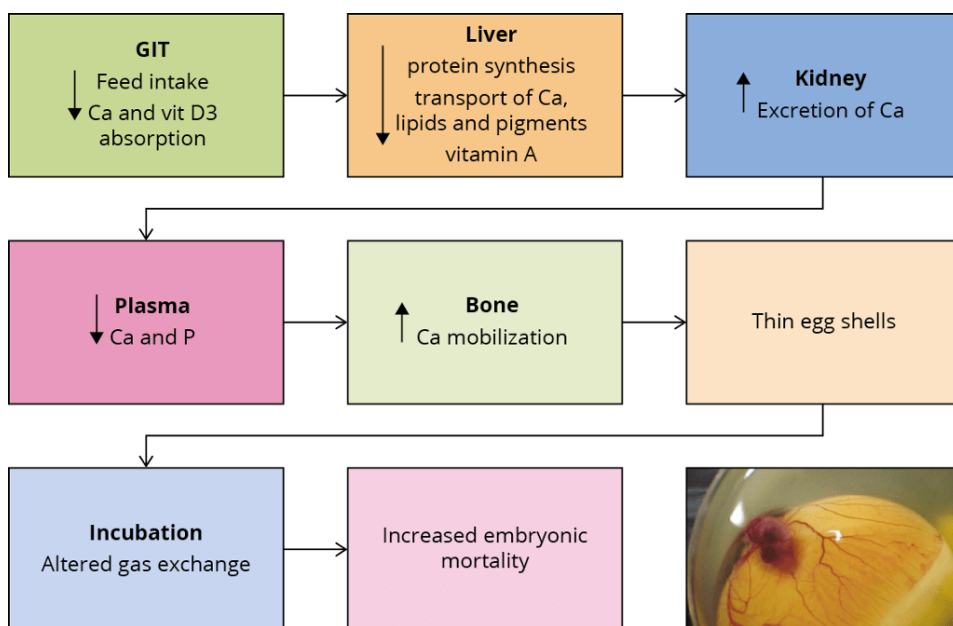 GIT
Feed intake
Ca and vit D3
absorption
Liver
protein synthesis
transport of Ca,
lipids and pigments
vitamin A
Kidney
Excretion of Ca
Plasma
Ca and P
Bone
Ca mobilization
Thin egg shells
Incubation
Altered gas exchange
Increased embryonic
mortality